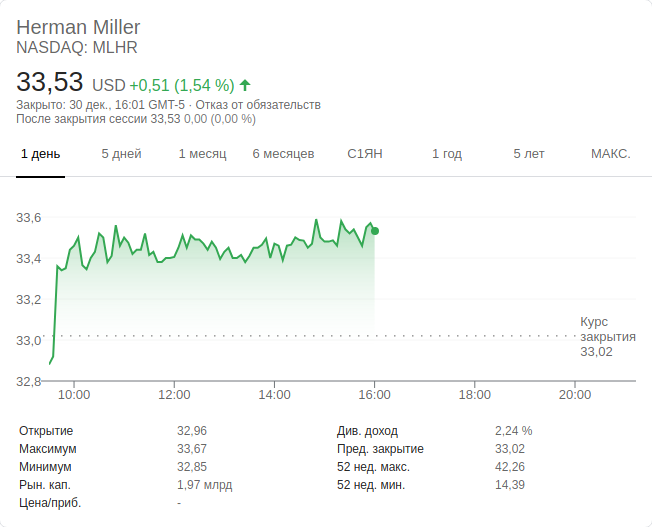 Herman Miller
NASDAQ: MLHR
33,53 USD +0,51 (1,54 %)
Закрыто: 30 дек., 16:01 GMT-5 · Отказ от обязательств
После закрытия сессии 33,53 0,00 (0,00 %)
1 день 5 дней 1 месяц 6 месяцев С1ЯН 1 год 5 лет МАКС.
33,6
33,4
33,2
33,0
32,8
Курс
закрытия
33,02
10:00 12:00 14:00 16:00 18:00 20:00
Открытие 32,96 Див. доход 2,24 %
Максимум 33,67 Пред. закрытие 33,02
Минимум 32,85 52 нед. макс. 42,26
Рын. кап. 1,97 млрд 52 нед. мин. 14,39
Цена/приб. -